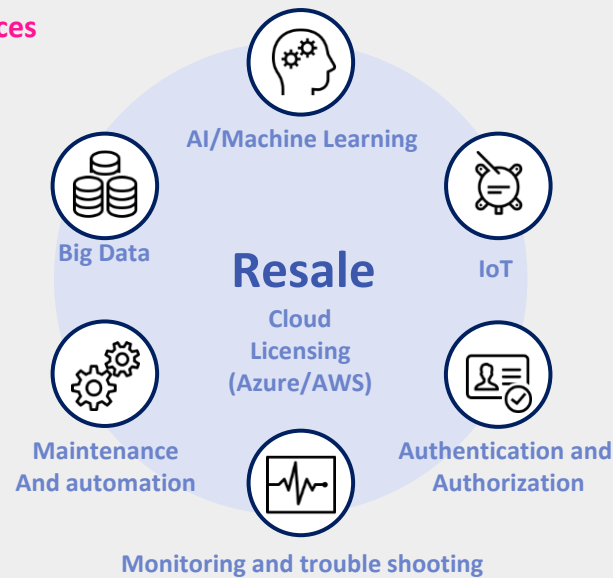 ces
AI/Machine Learning
Big Data
IoT
Resale
Cloud
Licensing
(Azure/AWS)
Maintenance
And automation
Authentication and
Authorization
Monitoring and trouble shooting